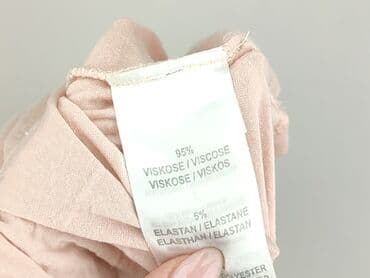 95%
VISKOSE / VISCOSE
VISKOSE / VISKOS
5%
ELASTAN / ELASTANE
ELASTHAN / ELASTAN